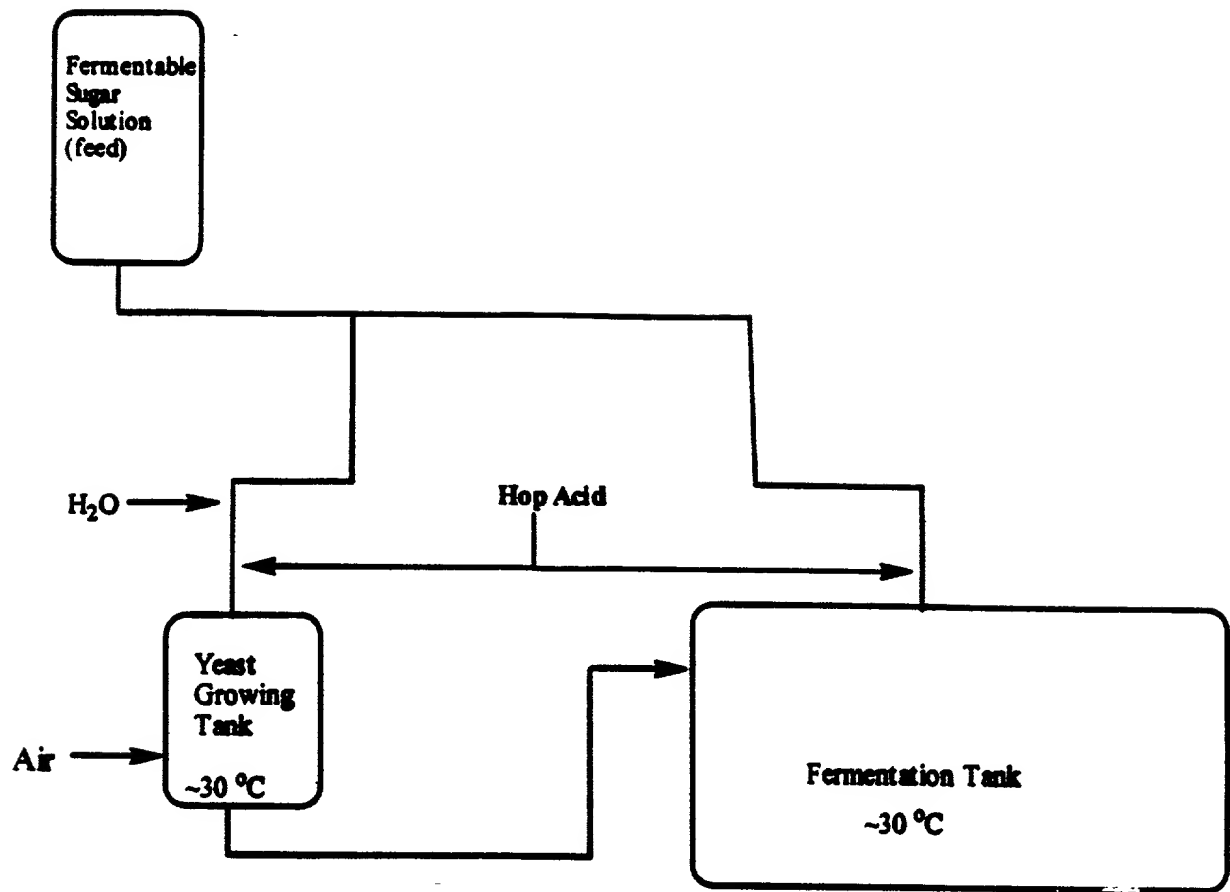 Fermentable
Sugar
Solution
(feed)
H₂O
Hop Acid
Yeast
Growing
Tank
~30 °C
Air
Fermentation Tank
~30 °C